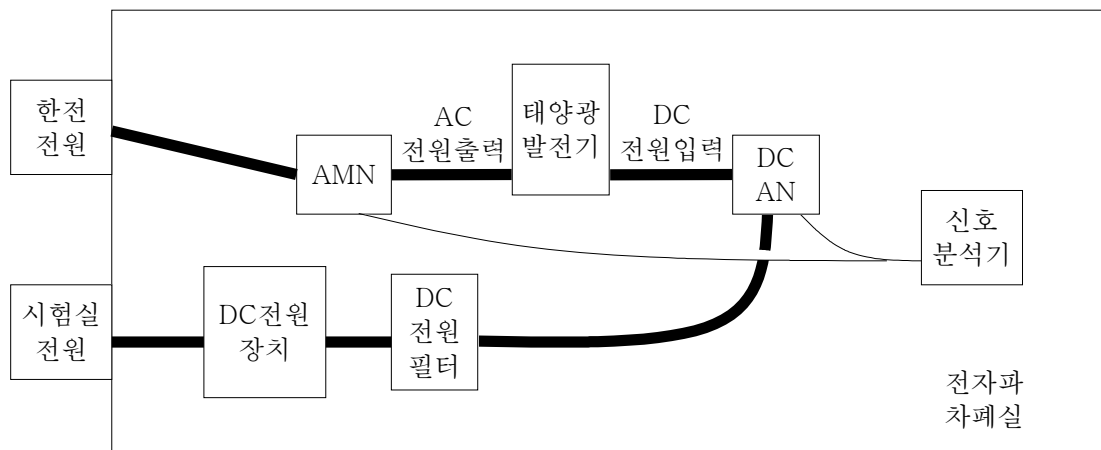 한전
전원
AMN
AC
전원출력
태양광
발전기
DC
전원입력
DC
AN
신호
분석기
시험실
전원
DC전원
장치
DC
전원
필터
전자파
차폐실